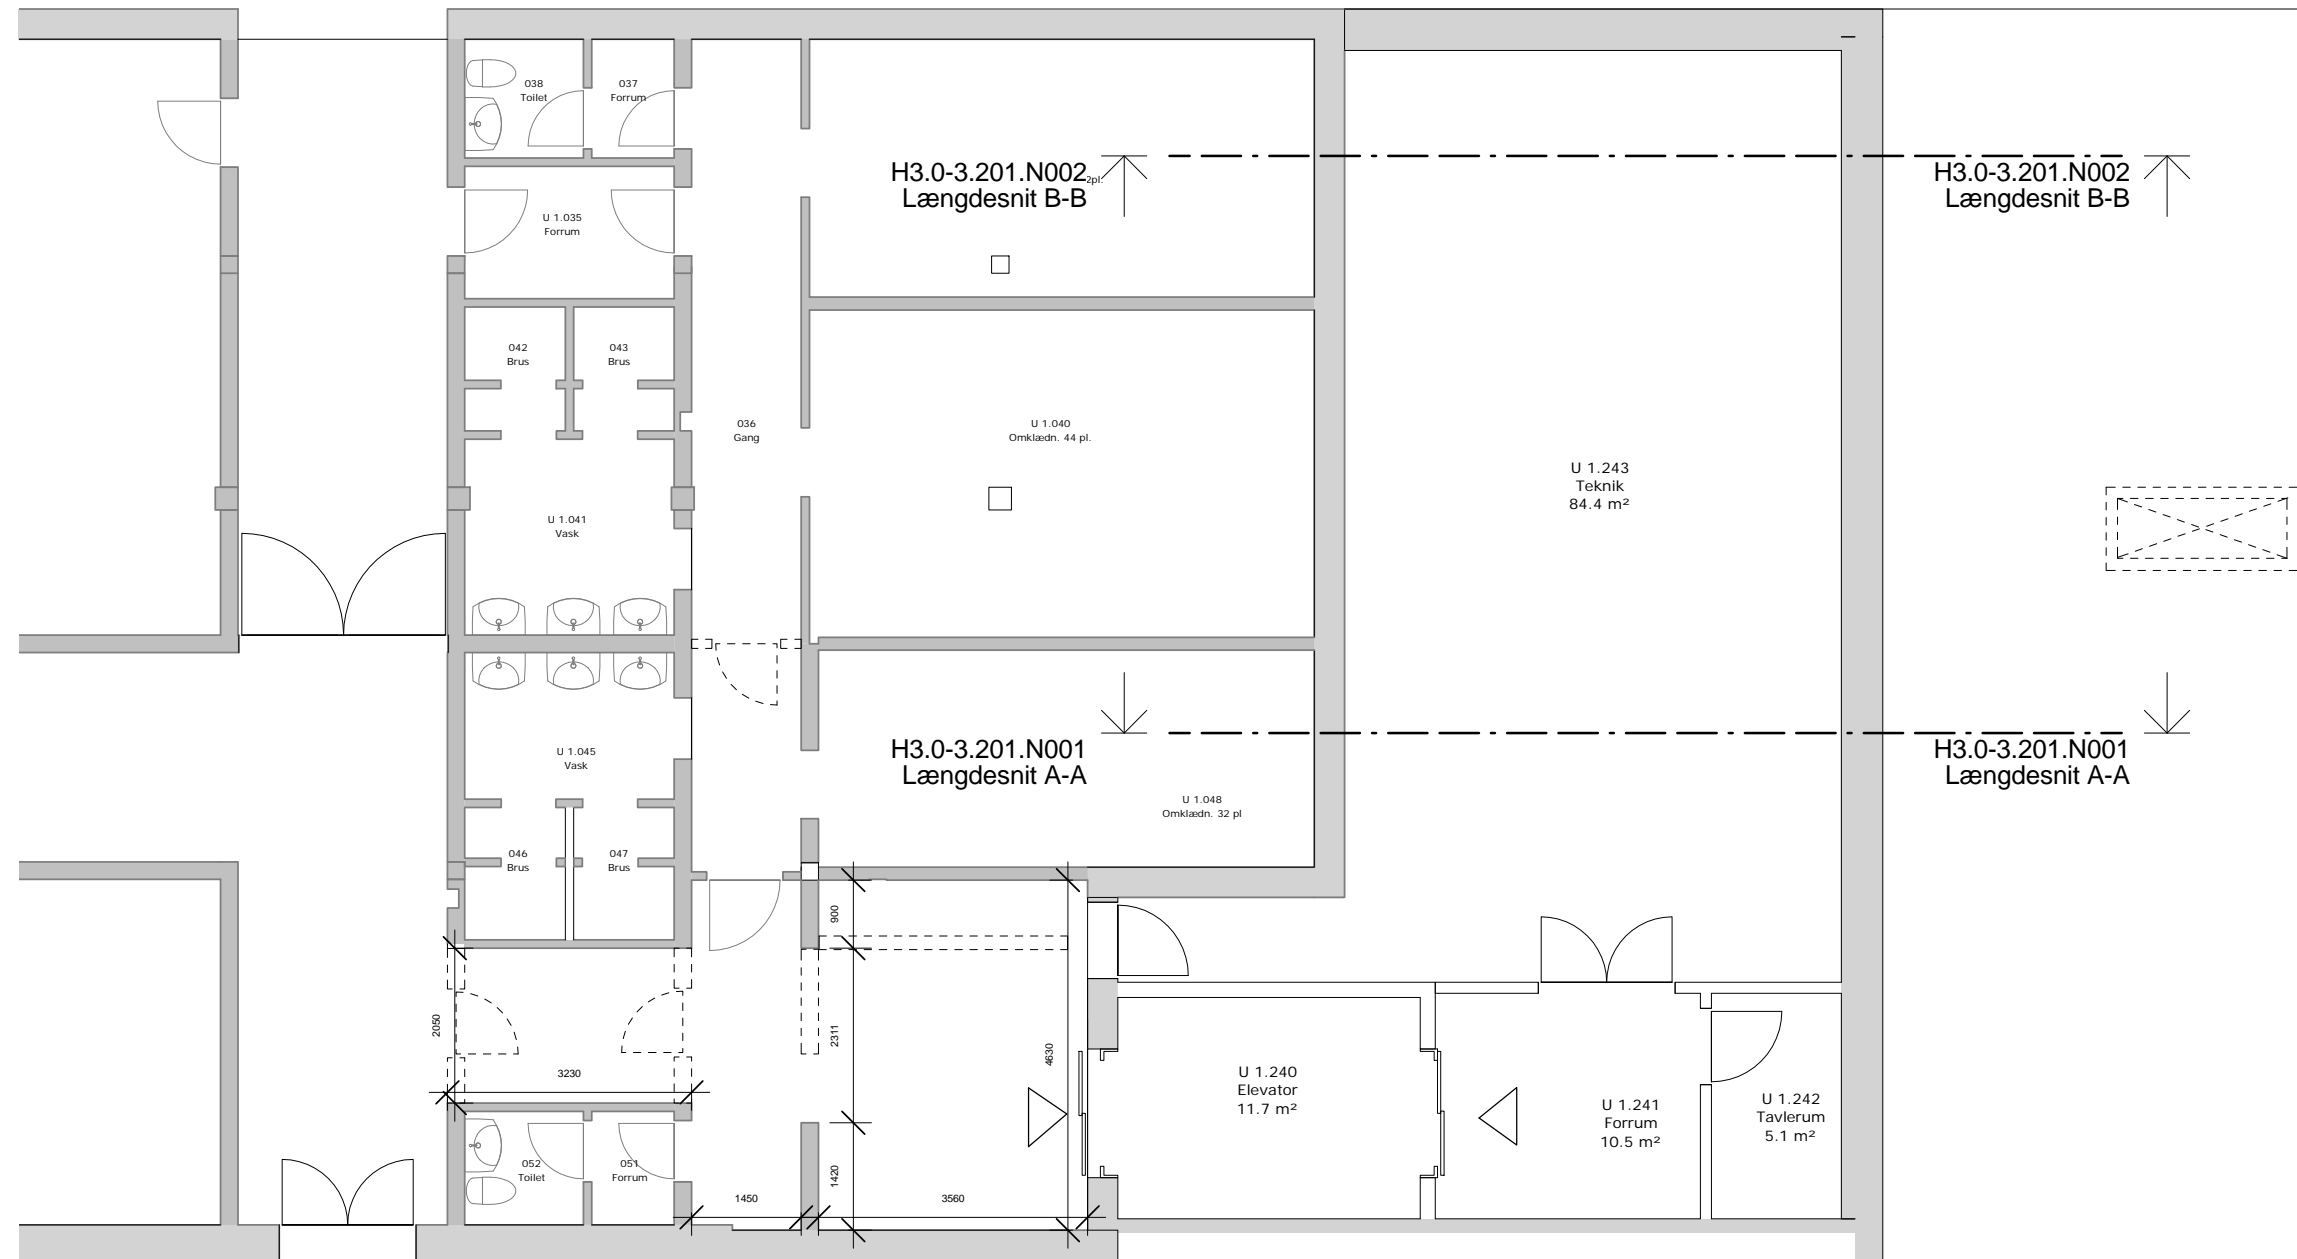 038
Toilet
037
Forrum
H3.0-3.201.N002
2pl.
Længdesnit B-B
H3.0-3.201.N002
Længdesnit B-B
U 1.035
Forrum
042
Brus
043
Brus
036
Gang
U 1.040
Omklædn. 44 pl.
U 1.243
Teknik
84.4 m²
U 1.041
Vask
U 1.045
Vask
H3.0-3.201.N001
Længdesnit A-A
H3.0-3.201.N001
Længdesnit A-A
U 1.048
Omklædn. 32 pl
046
Brus
047
Brus
900
2050
2311
4630
3230
U 1.240
Elevator
11.7 m²
U 1.241
Forrum
10.5 m²
U 1.242
Tavlerum
5.1 m²
052
Toilet
051
Forrum
1420
1450
3560